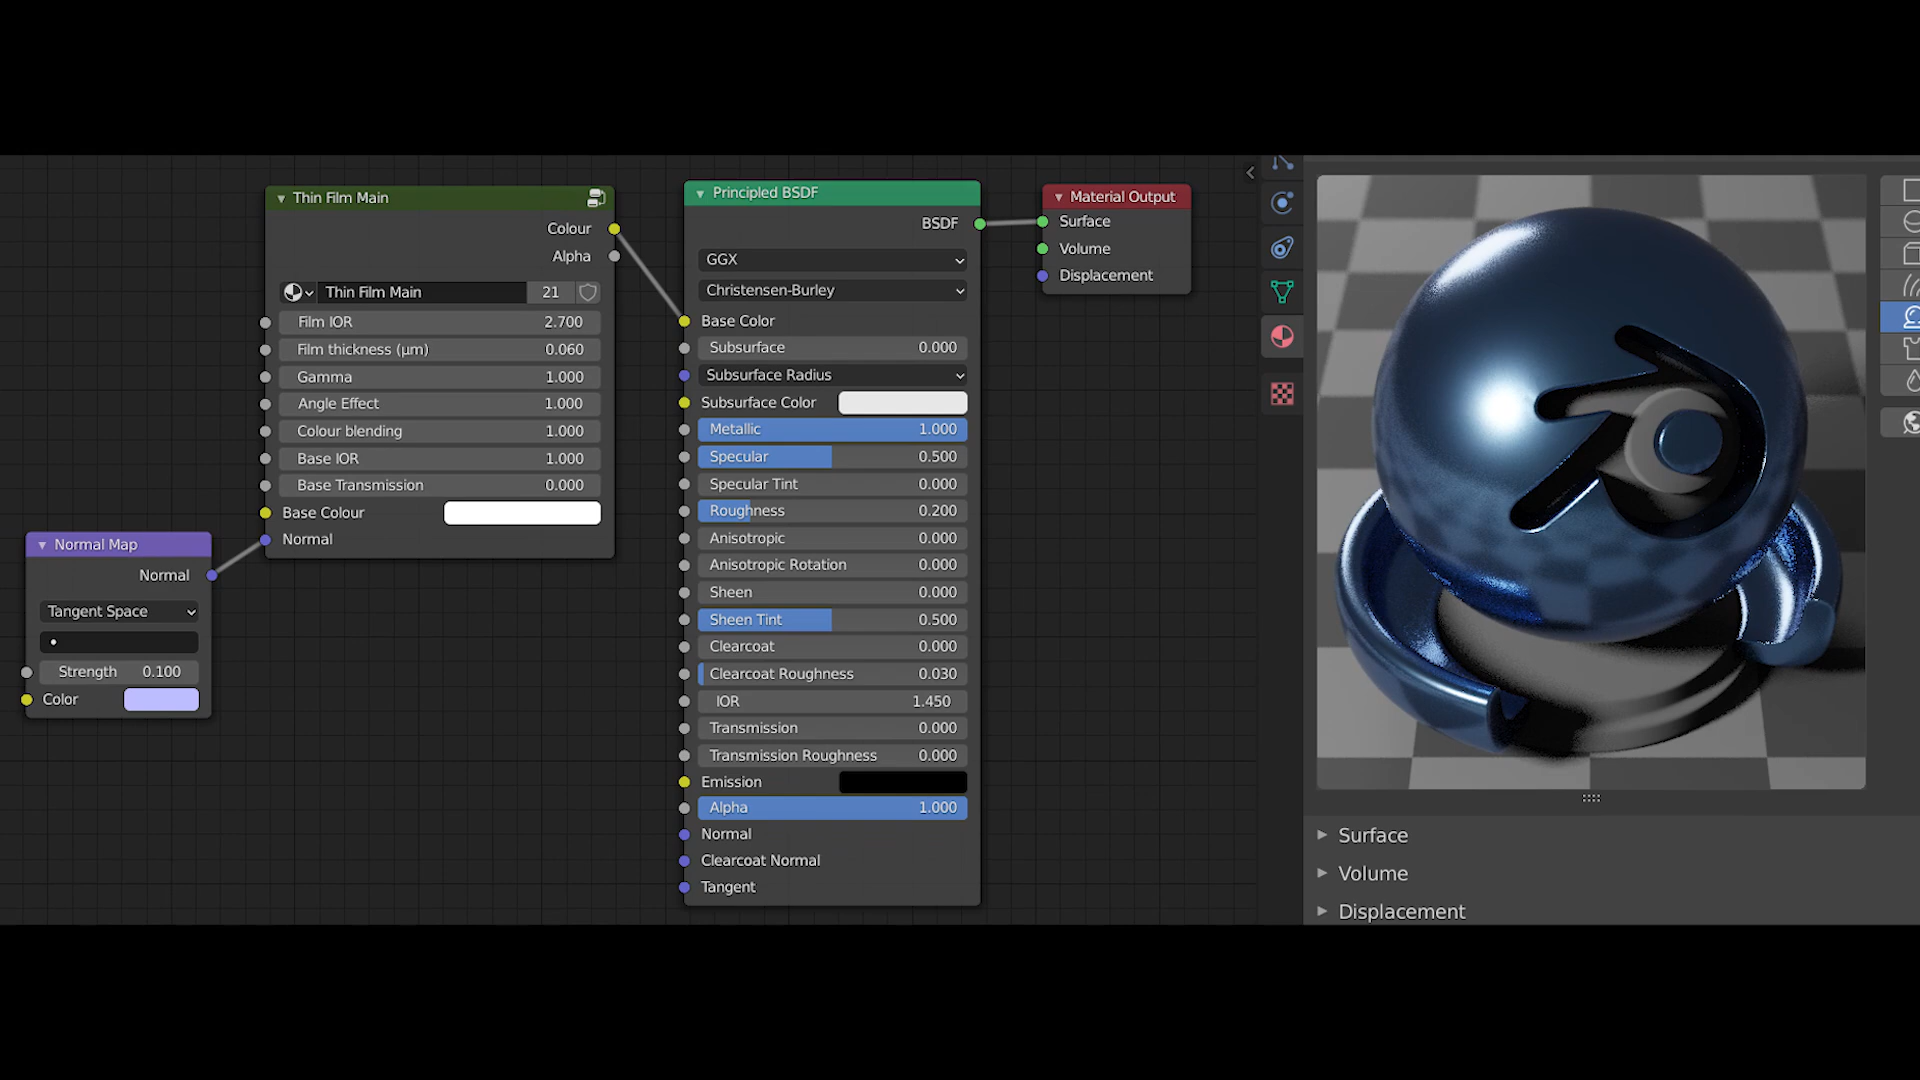 Thin Film Main
Colour
Alpha
Thin Film Main 21
Film IOR 2.700
Film thickness (μm) 0.060
Gamma 1.000
Angle Effect 1.000
Colour blending 1.000
Base IOR 1.000
Base Transmission 0.000
Base Colour
Normal
Normal Map
Normal
Tangent Space
Strength 0.100
Color
Principled BSDF
BSDF
GGX
Christensen-Burley
Base Color
Subsurface 0.000
Subsurface Radius
Subsurface Color
Metallic 1.000
Specular 0.500
Specular Tint 0.000
Roughness 0.200
Anisotropic 0.000
Anisotropic Rotation 0.000
Sheen 0.000
Sheen Tint 0.500
Clearcoat 0.000
Clearcoat Roughness 0.030
IOR 1.450
Transmission 0.000
Transmission Roughness 0.000
Emission
Alpha 1.000
Normal
Clearcoat Normal
Tangent
Material Output
Surface
Volume
Displacement
Surface
Volume
Displacement